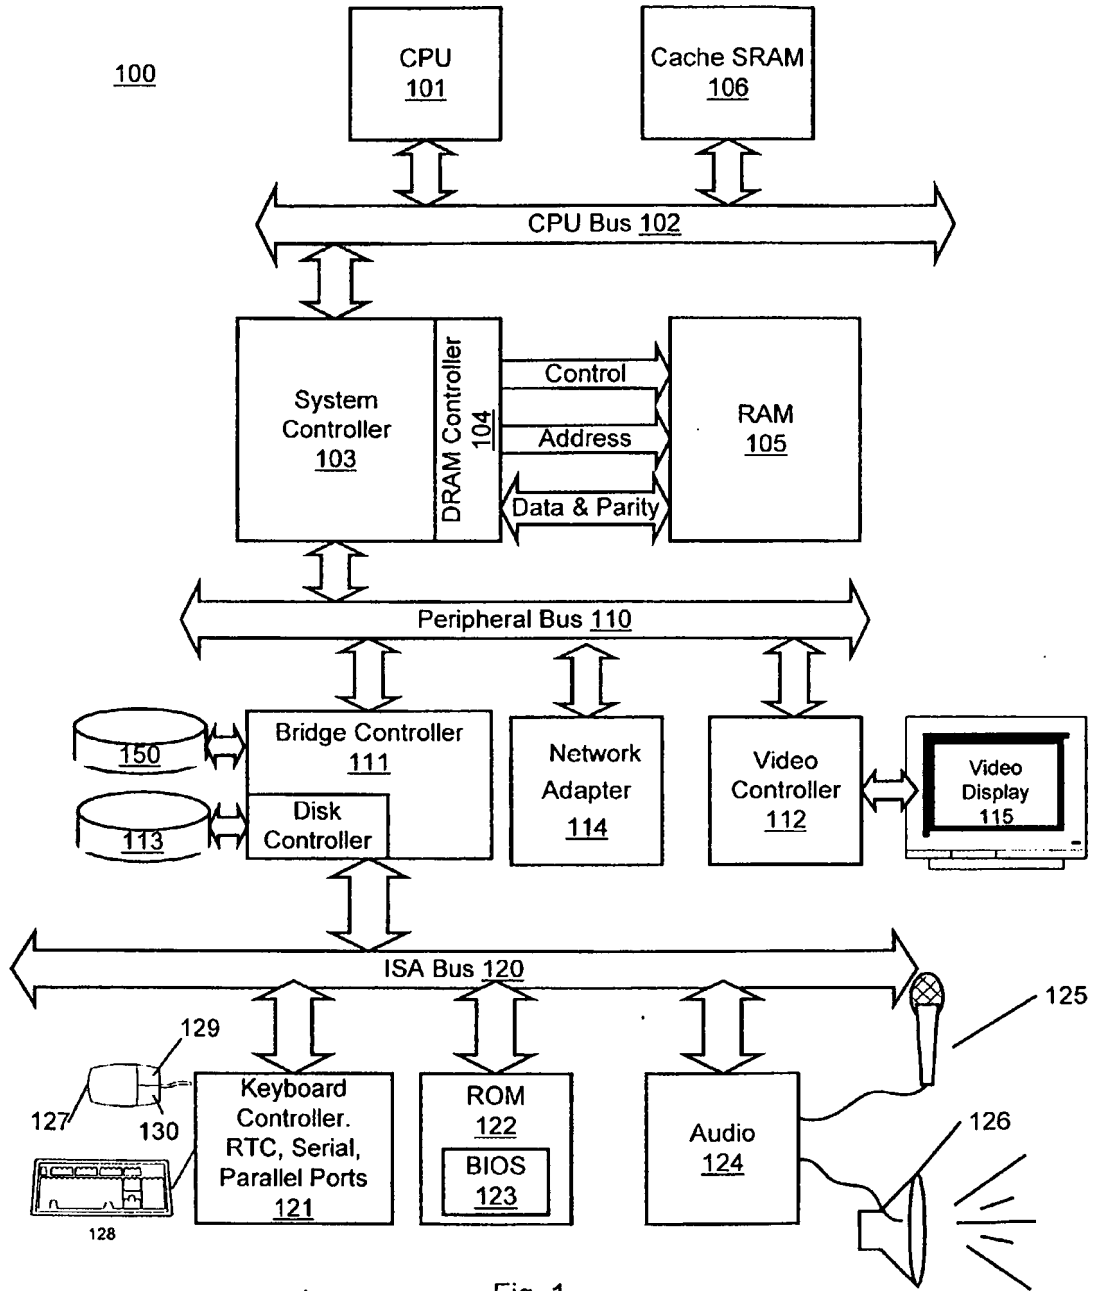 100
CPU
101
Cache SRAM
106
CPU Bus 102
System
Controller
103
DRAM Controller
104
Control
Address
Data & Parity
RAM
105
Peripheral Bus 110
150
113
Bridge Controller
111
Disk
Controller
Network
Adapter
114
Video
Controller
112
Video
Display
115
ISA Bus 120
125
129
127
130
128
Keyboard
Controller.
RTC, Serial,
Parallel Ports
121
ROM
122
BIOS
123
Audio
124
126
Fig. 1